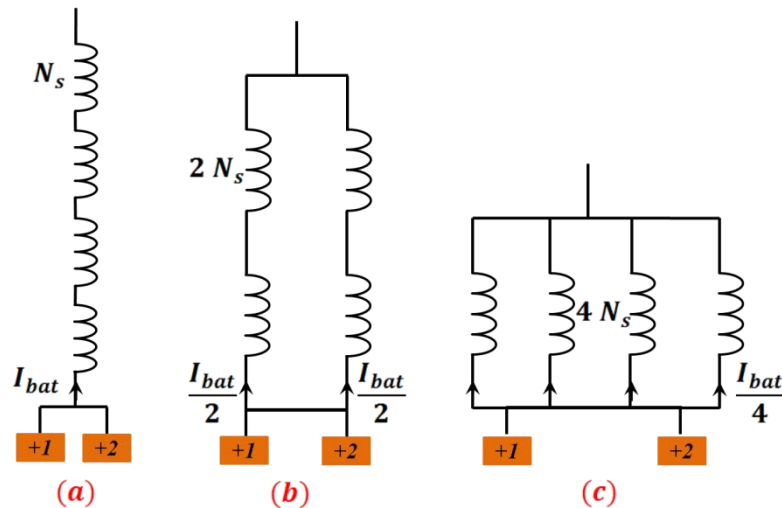 N_s
I_bat
+1 +2
(a)
2 N_s
I_bat/2 I_bat/2
+1 +2
(b)
4 N_s
I_bat/4
+1 +2
(c)